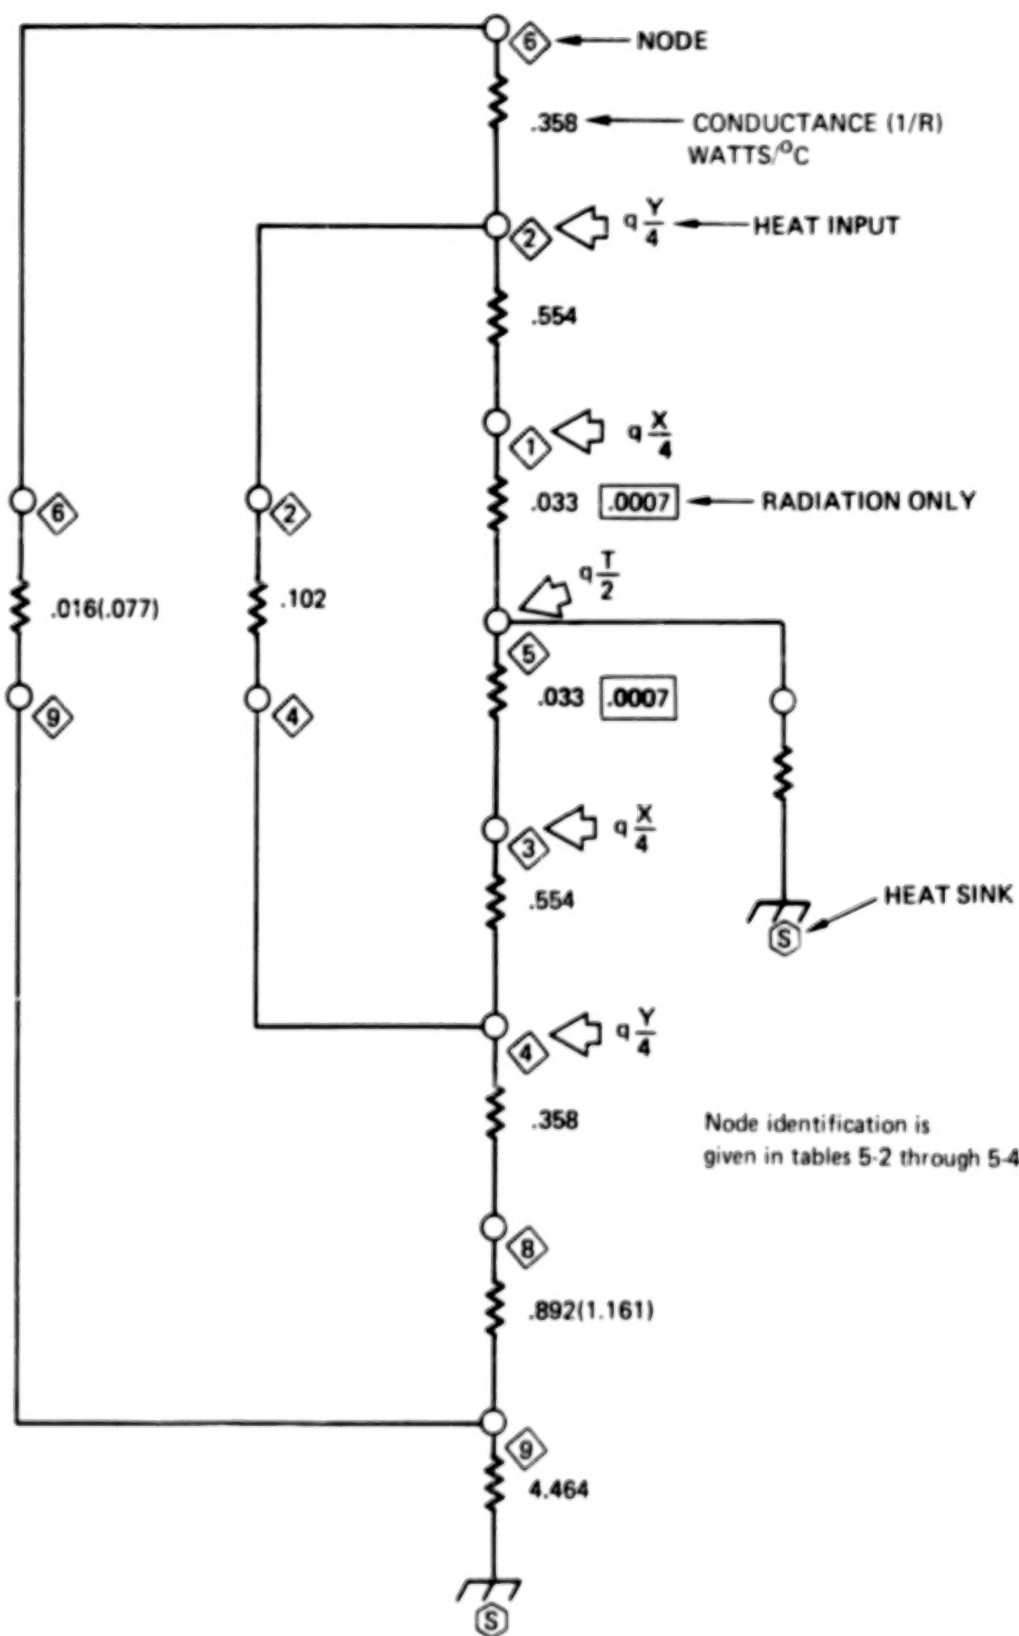 6
NODE
.358
CONDUCTANCE (1/R)
WATTS/°C
2
q Y/4
HEAT INPUT
.554
1
q X/4
6
2
.033
.0007
RADIATION ONLY
.016(.077)
.102
q T/2
5
9
4
.033
.0007
3
q X/4
.554
HEAT SINK
S
4
q Y/4
.358
Node identification is
given in tables 5-2 through 5-4
8
.892(1.161)
9
4.464
S